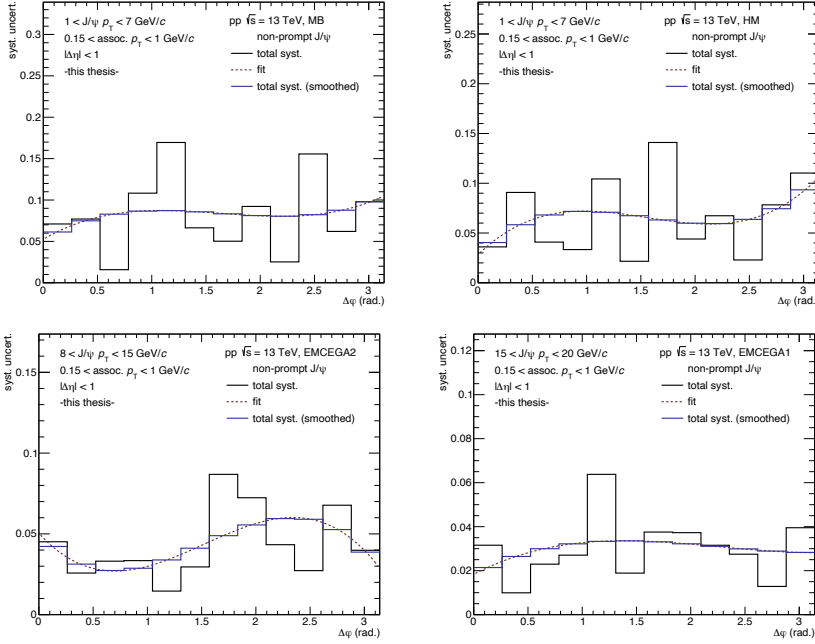 syst. uncert.
1 < J/ψ p_T < 7 GeV/c
0.15 < assoc. p_T < 1 GeV/c
|Δη| < 1
-this thesis-
pp √s = 13 TeV, MB
non-prompt J/ψ
total syst.
fit
total syst. (smoothed)
0.3
0.25
0.2
0.15
0.1
0.05
0
0 0.5 1 1.5 2 2.5 3
Δφ (rad.)
syst. uncert.
1 < J/ψ p_T < 7 GeV/c
0.15 < assoc. p_T < 1 GeV/c
|Δη| < 1
-this thesis-
pp √s = 13 TeV, HM
non-prompt J/ψ
total syst.
fit
total syst. (smoothed)
0.25
0.2
0.15
0.1
0.05
0
0 0.5 1 1.5 2 2.5 3
Δφ (rad.)
syst. uncert.
8 < J/ψ p_T < 15 GeV/c
0.15 < assoc. p_T < 1 GeV/c
|Δη| < 1
-this thesis-
pp √s = 13 TeV, EMCEGA2
non-prompt J/ψ
total syst.
fit
total syst. (smoothed)
0.15
0.1
0.05
0
0 0.5 1 1.5 2 2.5 3
Δφ (rad.)
syst. uncert.
15 < J/ψ p_T < 20 GeV/c
0.15 < assoc. p_T < 1 GeV/c
|Δη| < 1
-this thesis-
pp √s = 13 TeV, EMCEGA1
non-prompt J/ψ
total syst.
fit
total syst. (smoothed)
0.12
0.1
0.08
0.06
0.04
0.02
0
0 0.5 1 1.5 2 2.5 3
Δφ (rad.)